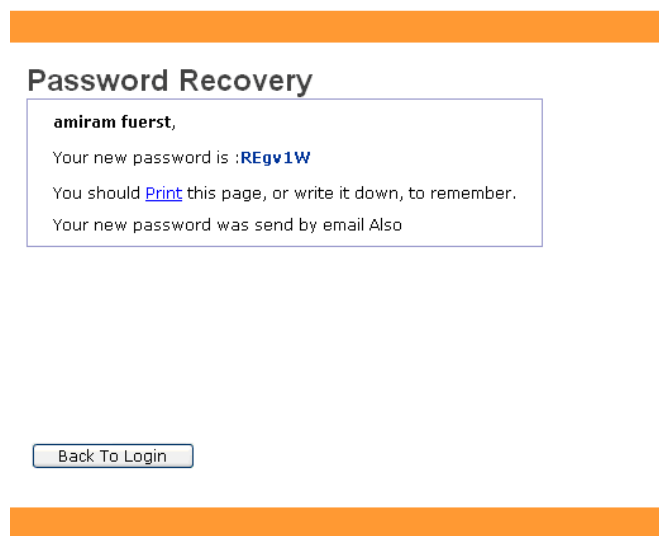 Password Recovery
amiram fuerst,
Your new password is :REgv1W
You should Print this page, or write it down, to remember.
Your new password was send by email Also
Back To Login